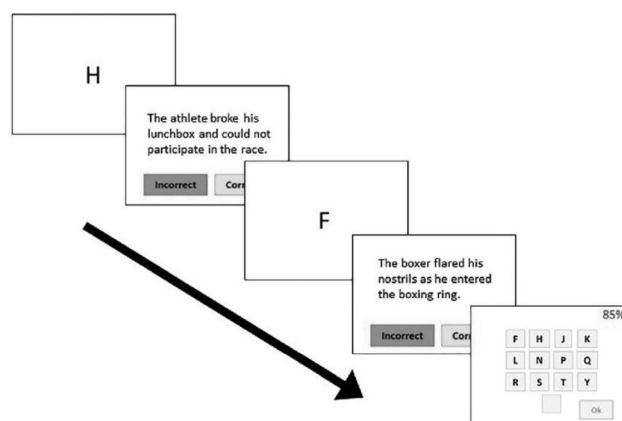 H
The athlete broke his
lunchbox and could not
participate in the race.
Incorrect
F
The boxer flared his
nostrils as he entered
the boxing ring.
Incorrect
85%
F H J K
L N P Q
R S T Y
Ok